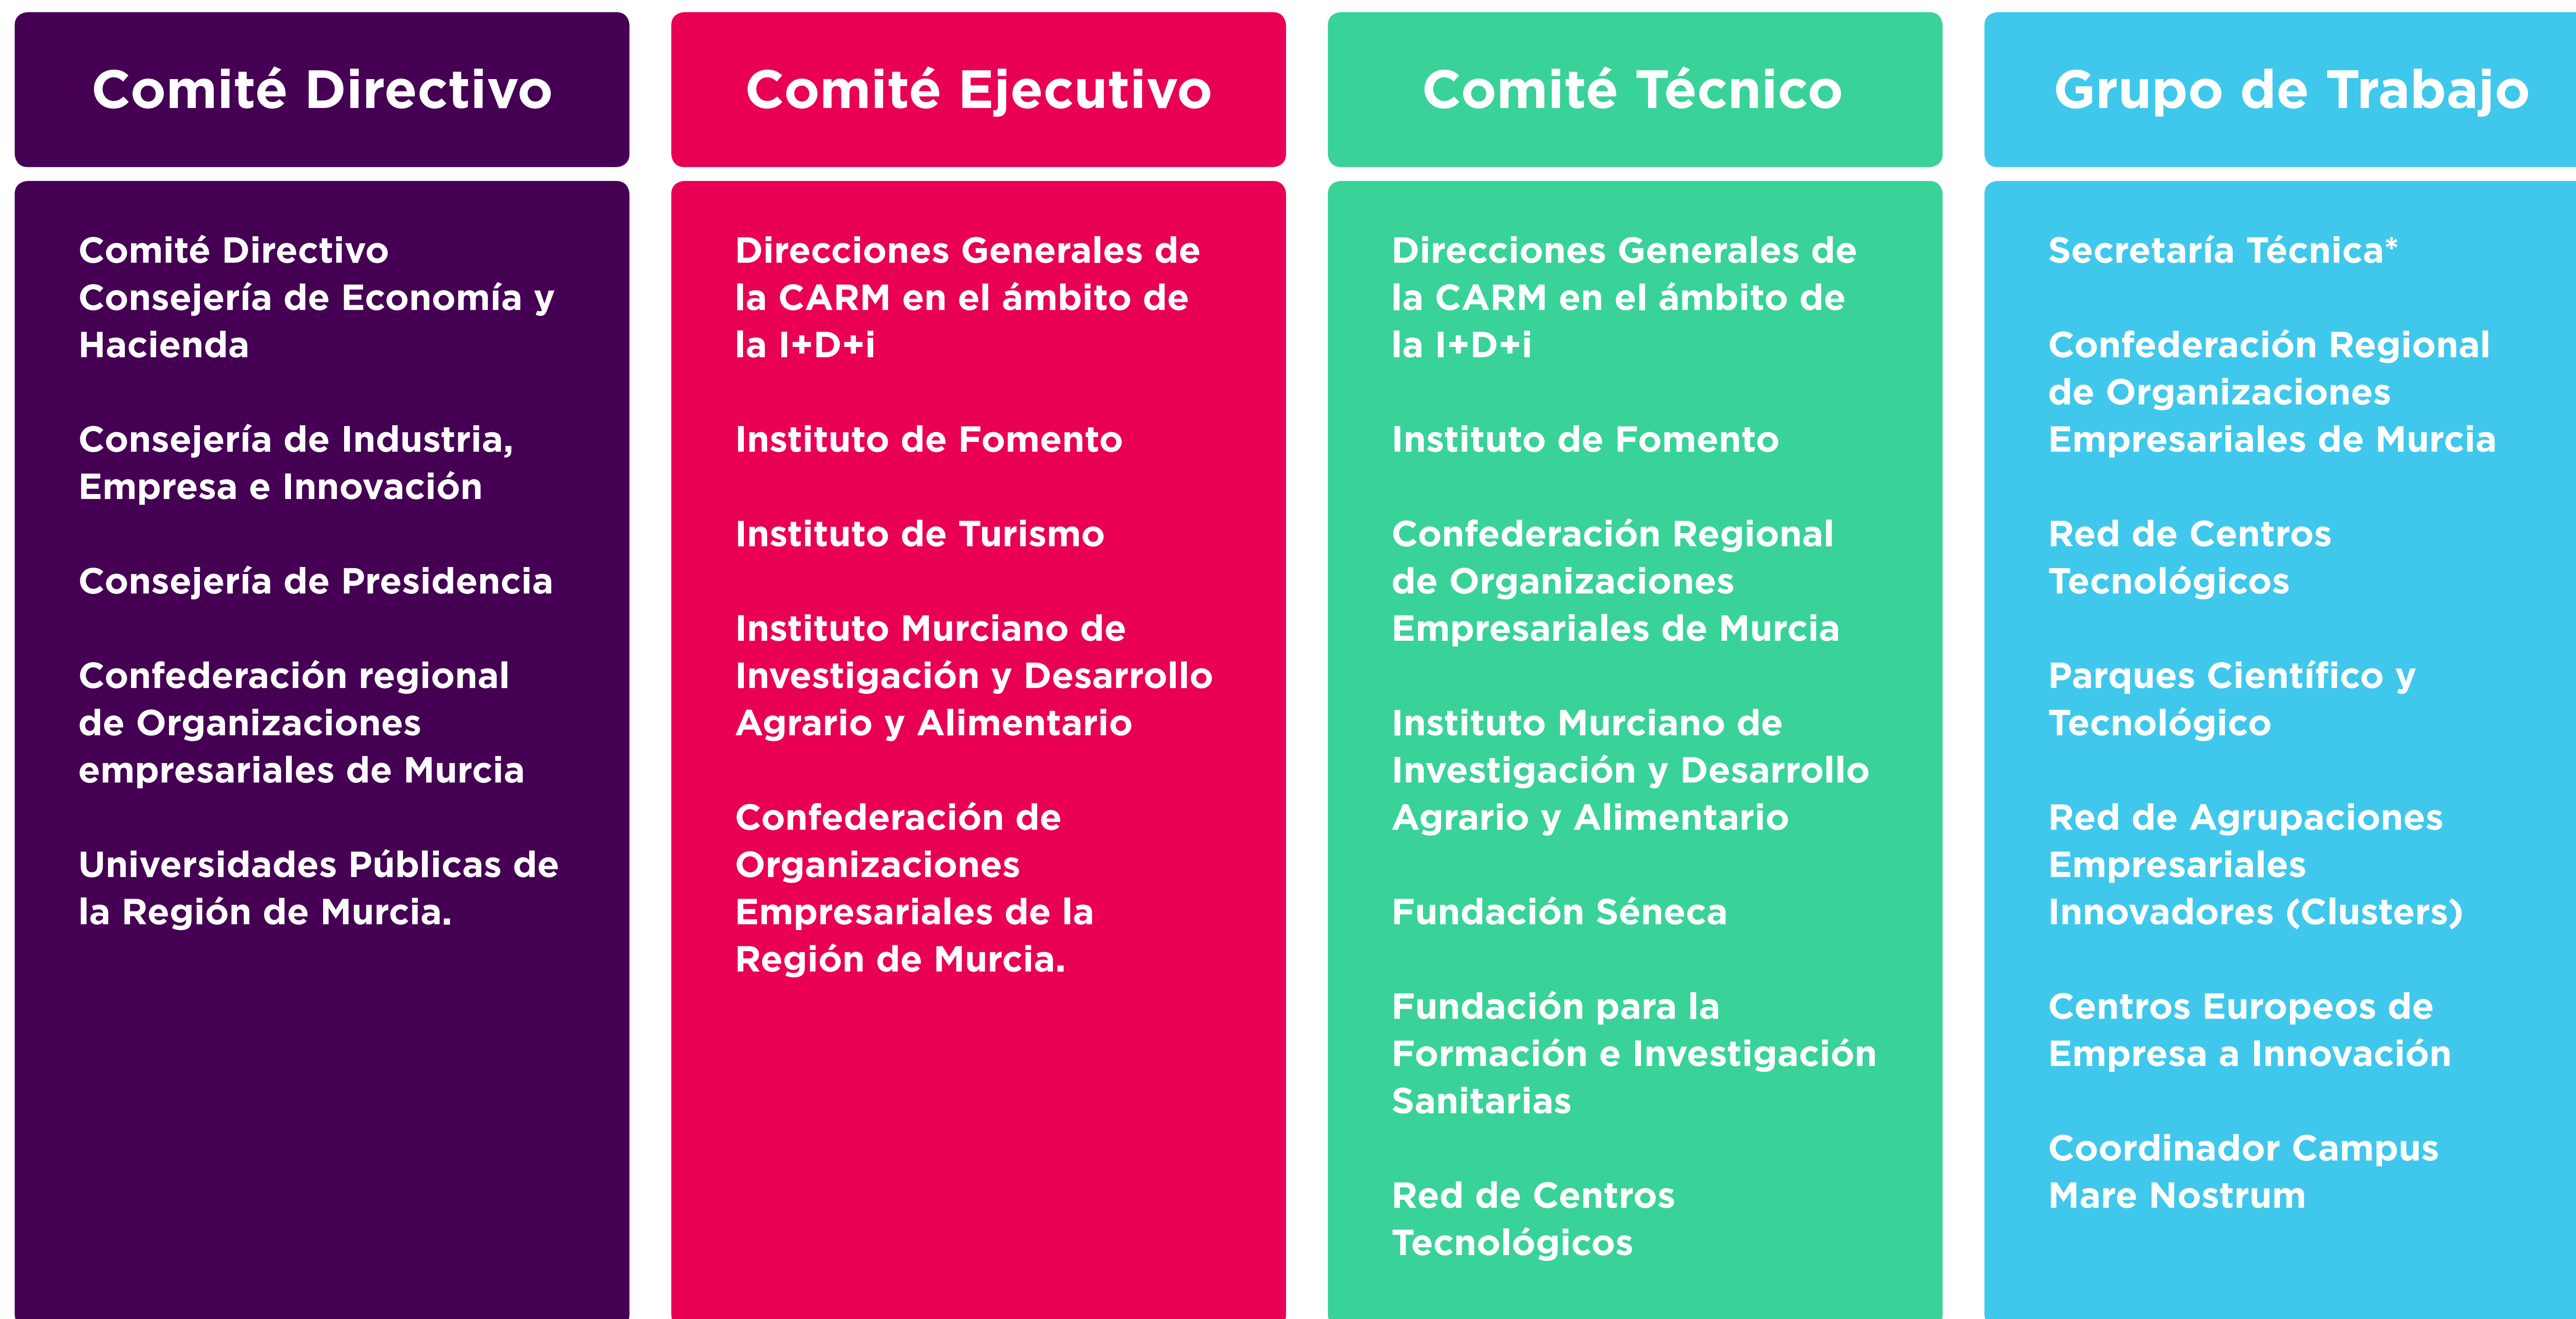 Comité Directivo
Comité Directivo
Consejería de Economía y
Hacienda
Consejería de Industria,
Empresa e Innovación
Consejería de Presidencia
Confederación regional
de Organizaciones
empresariales de Murcia
Universidades Públicas de
la Región de Murcia.
Comité Ejecutivo
Direcciones Generales de
la CARM en el ámbito de
la I+D+i
Instituto de Fomento
Instituto de Turismo
Instituto Murciano de
Investigación y Desarrollo
Agrario y Alimentario
Confederación de
Organizaciones
Empresariales de la
Región de Murcia.
Comité Técnico
Direcciones Generales de
la CARM en el ámbito de
la I+D+i
Instituto de Fomento
Confederación Regional
de Organizaciones
Empresariales de Murcia
Instituto Murciano de
Investigación y Desarrollo
Agrario y Alimentario
Fundación Séneca
Fundación para la
Formación e Investigación
Sanitarias
Red de Centros
Tecnológicos
Grupo de Trabajo
Secretaría Técnica*
Confederación Regional
de Organizaciones
Empresariales de Murcia
Red de Centros
Tecnológicos
Parques Científico y
Tecnológico
Red de Agrupaciones
Empresariales
Innovadores (Clusters)
Centros Europeos de
Empresa a Innovación
Coordinador Campus
Mare Nostrum